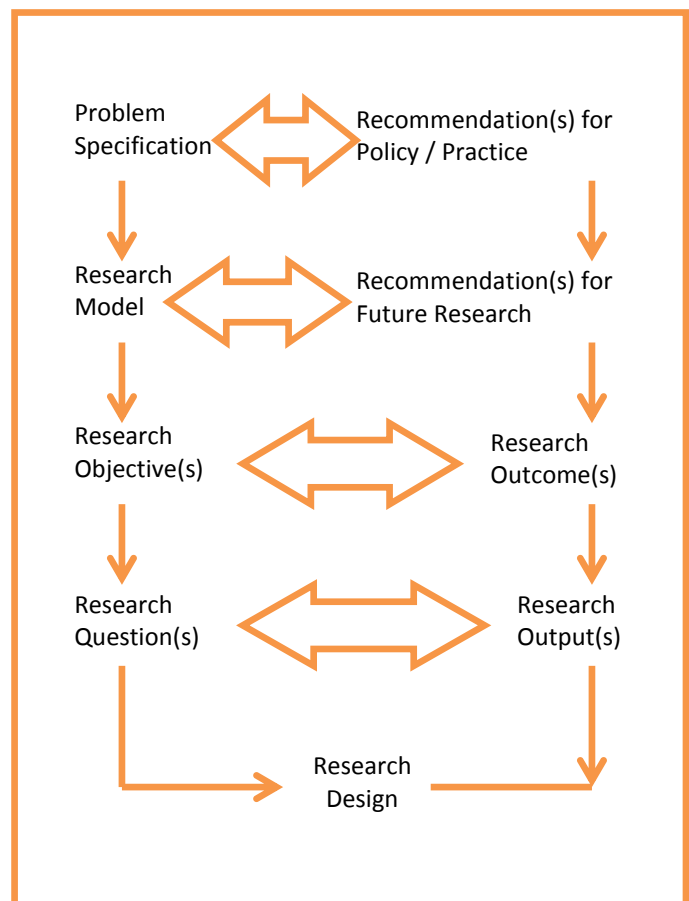 Problem
Specification
Recommendation(s) for
Policy / Practice
Research
Model
Recommendation(s) for
Future Research
Research
Objective(s)
Research
Outcome(s)
Research
Question(s)
Research
Output(s)
Research
Design